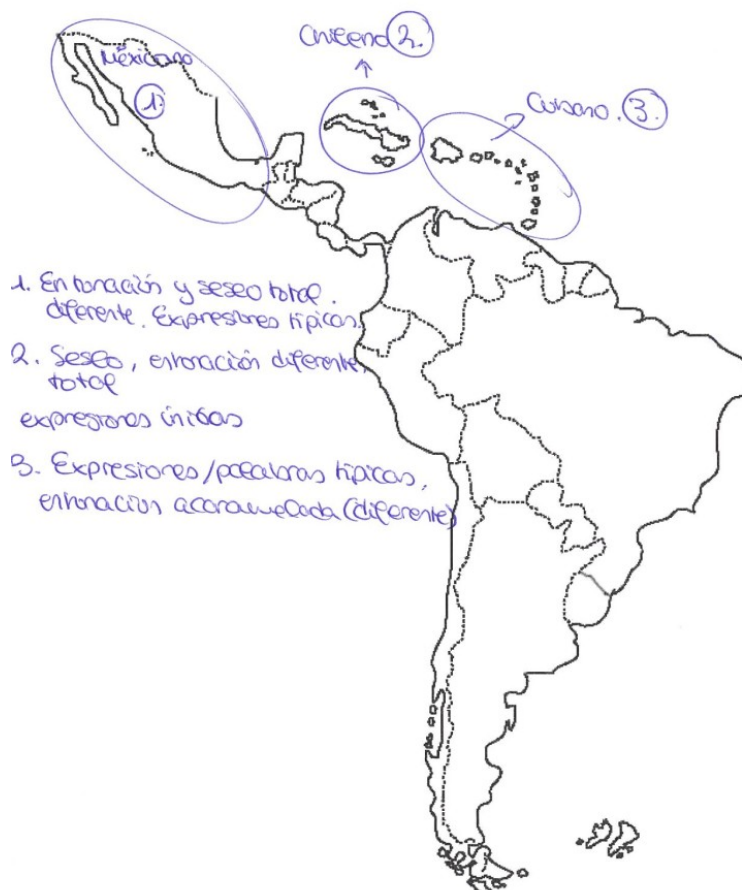 Chileno 2.
Méxicano
1.
Cubano. 3.
1. Entonación y seseo total.
diferente. Expresiones típicas.
2. Seseo, entonación diferente,
total
expresiones únicas
3. Expresiones/palabras típicas,
entonación acaramelada (diferente)